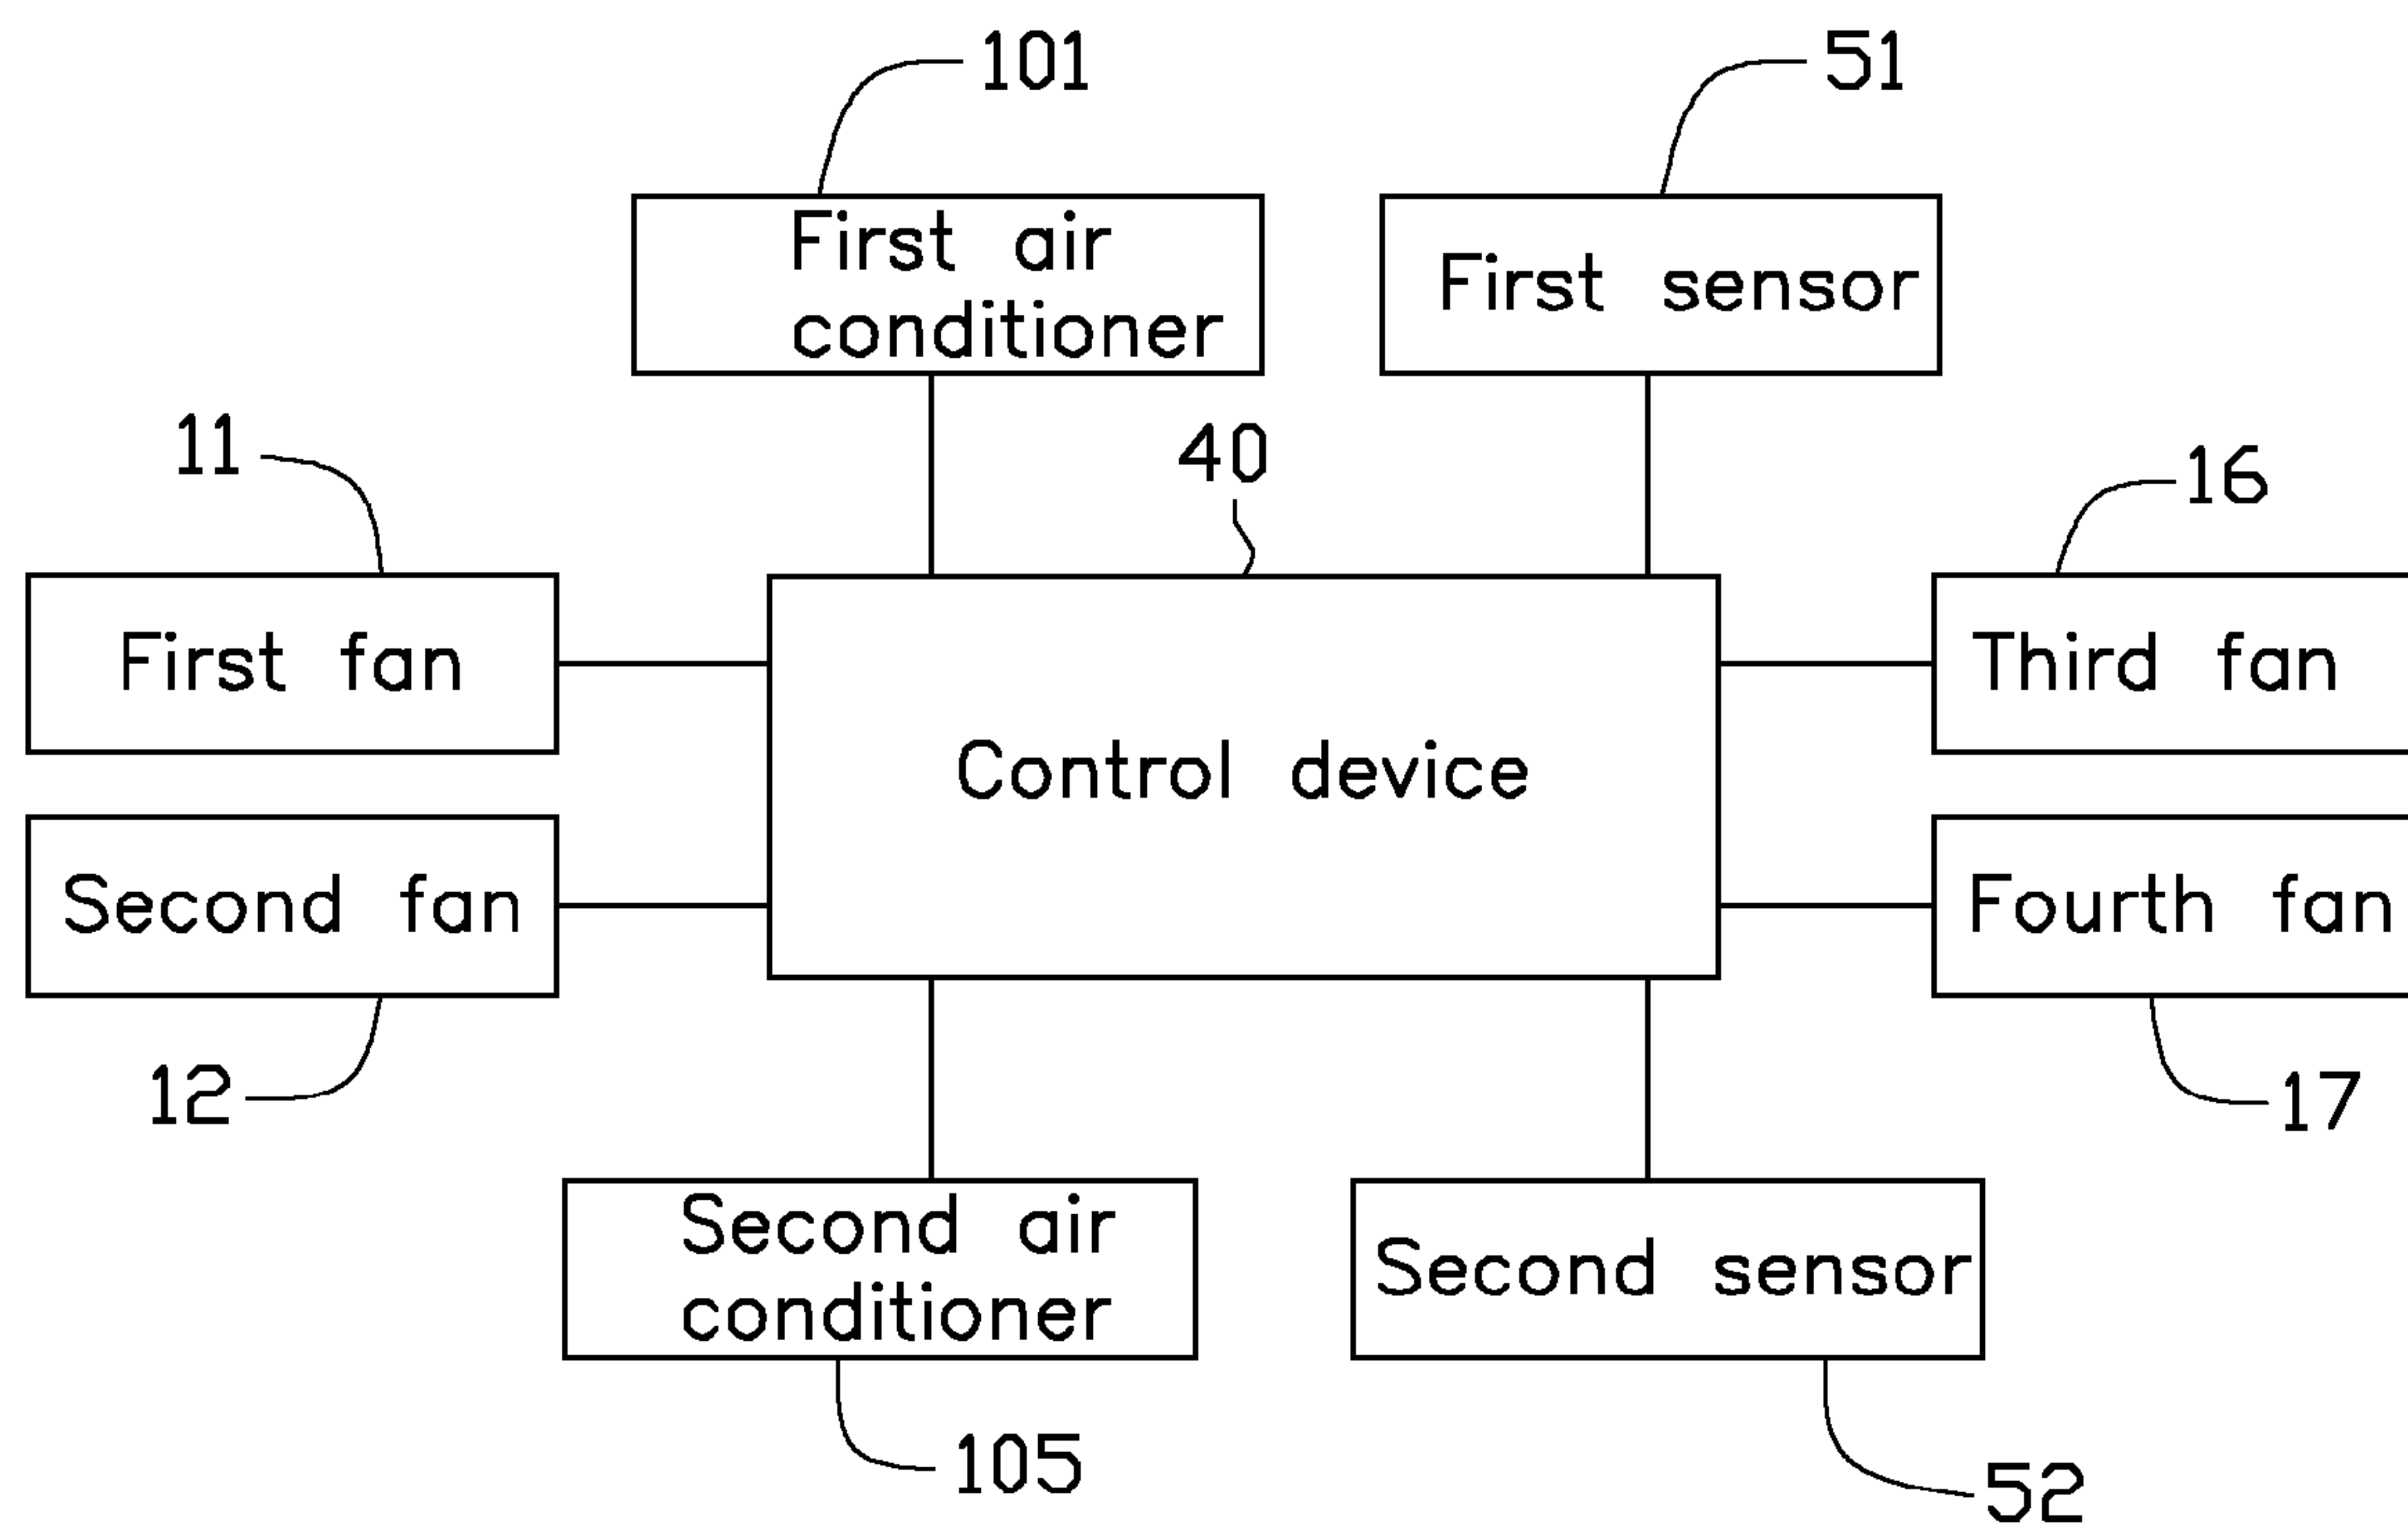 101
51
First air
conditioner
First sensor
11
40
16
First fan
Third fan
Control device
Second fan
Fourth fan
12
17
Second air
conditioner
Second sensor
105
52